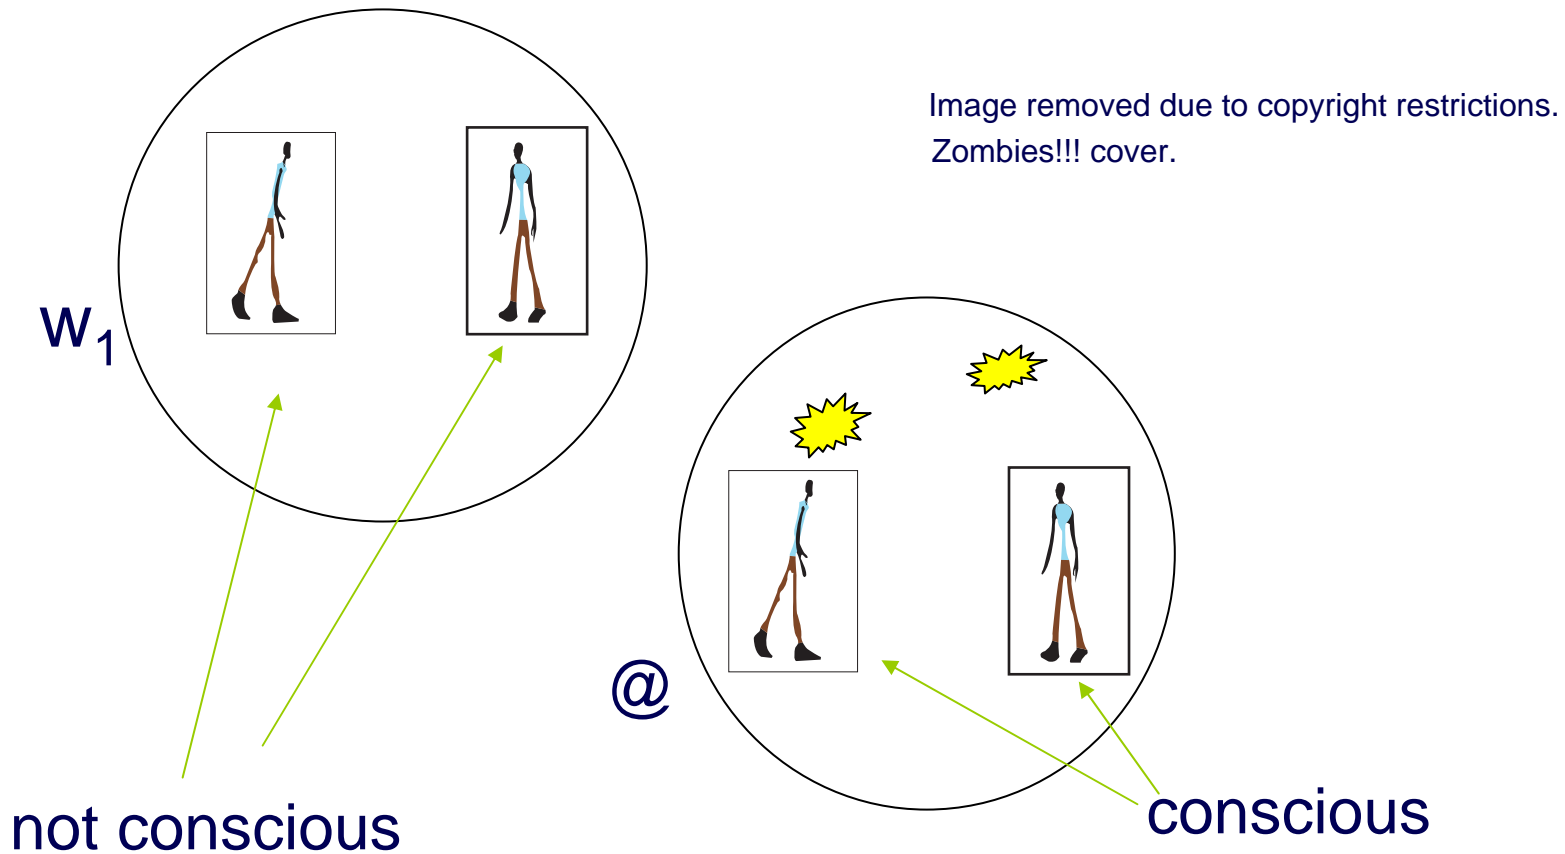 Image removed due to copyright restrictions.
Zombies!!! cover.
w₁
@
not conscious
conscious